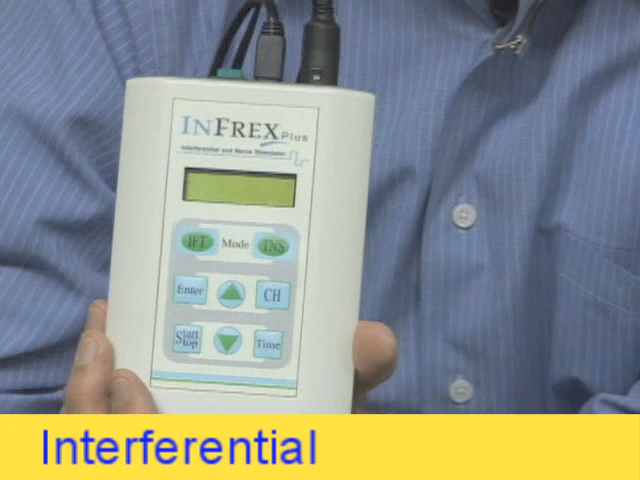 INFREX Plus
Interferential and Nerve Stimulator
IFT Mode TNS
Enter CH
Start Stop Time
Interferential